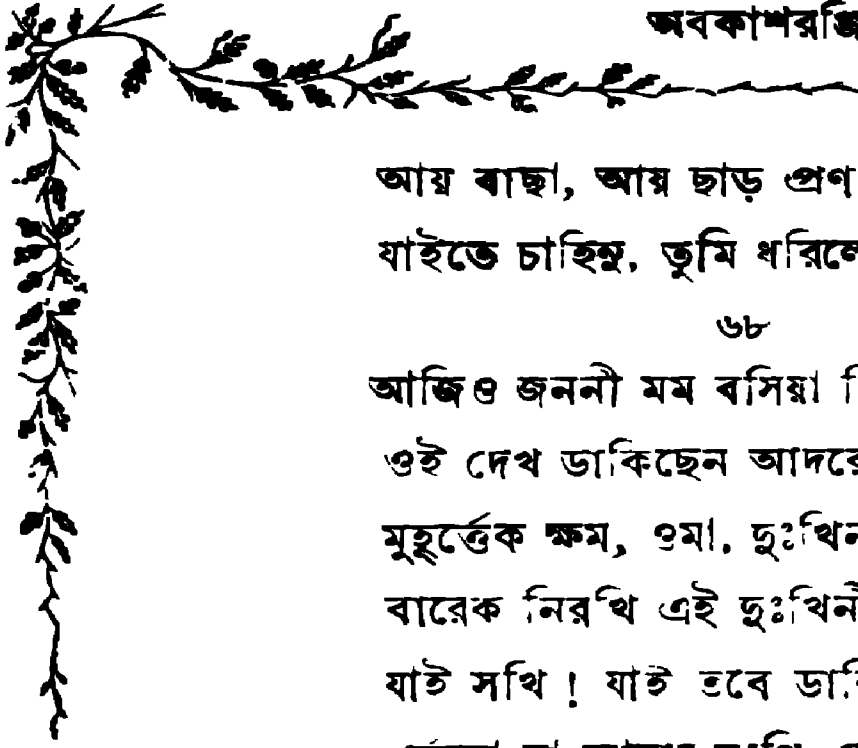 অবকাশরঞ্জি
আয় বাছা, আয় ছাড় প্রণ
যাইতে চাহিনু, তুমি ধরিলে
৬৮
আজিও জননী মম বসিয়া
ওই দেখ ডাকিছেন আদরে
মুহূর্ত্তেক ক্ষম, ওমা, দুঃখিন
বারেক নিরখি এই দুঃখিনী
যাই সখি ! যাই তবে ডাকি